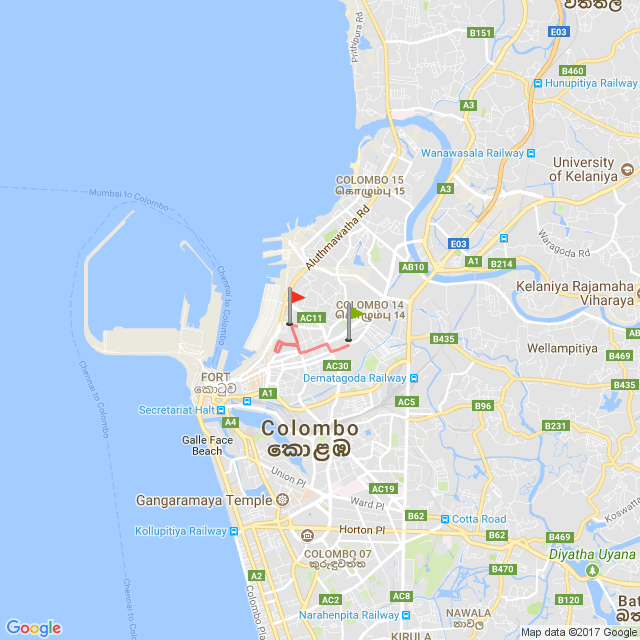 වත්තල
B151
E03
Prithipura Rd
B460
Hunupitiya Railway
A3
Wanawasala Railway
University
of Kelaniya
COLOMBO 15
கொழும்பு 15
A3
Mumbai to Colombo
Aluthmawatha Rd
E03
Waragoda Rd
A1
B214
AB10
Chennai to Colombo
Kelaniya Rajamaha
Viharaya
COLOMBO 14
கொழும்பு 14
AC11
B435
Wellampitiya
B469
AC30
Dematagoda Railway
B435
FORT
කොටුව
A1
AC5
B96
Chennai to Colombo
Secretariat Halt
A4
B231
Colombo
කොළඹ
Galle Face
Beach
Union Pl
AC19
Gangaramaya Temple
Ward Pl
B62
Cotta Road
Koswatta
Kollupitiya Railway
Horton Pl
B62
B469
COLOMBO 07
කුරුඳුවත්ත
Diyatha Uyana
B470
A2
Colombo Pla
AC2
AC8
Narahenpita Railway
NAWALA
නාවල
KIRULA
Bat
Google
Map data ©2017 Google